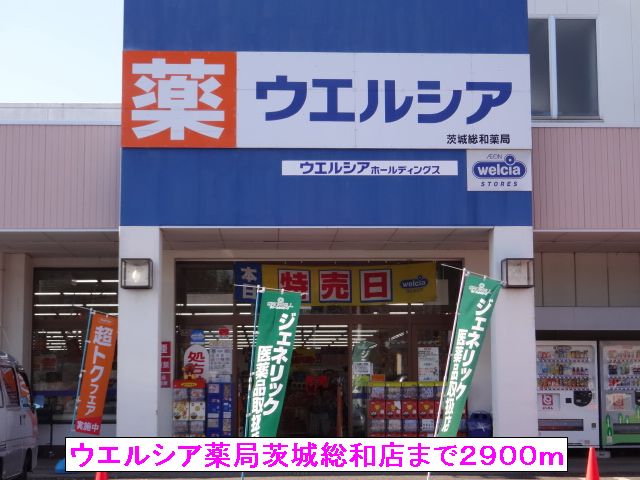 薬 ウエルシア
茨城総和薬局
ウエルシアホールディングス
ÆON
welcia
STORES
本日 特売日 welcia
超トクフェア
実施中
ジェネリック
医薬品取扱
ジェネリック
医薬品取扱店
処
ウエルシア薬局茨城総和店まで2900m